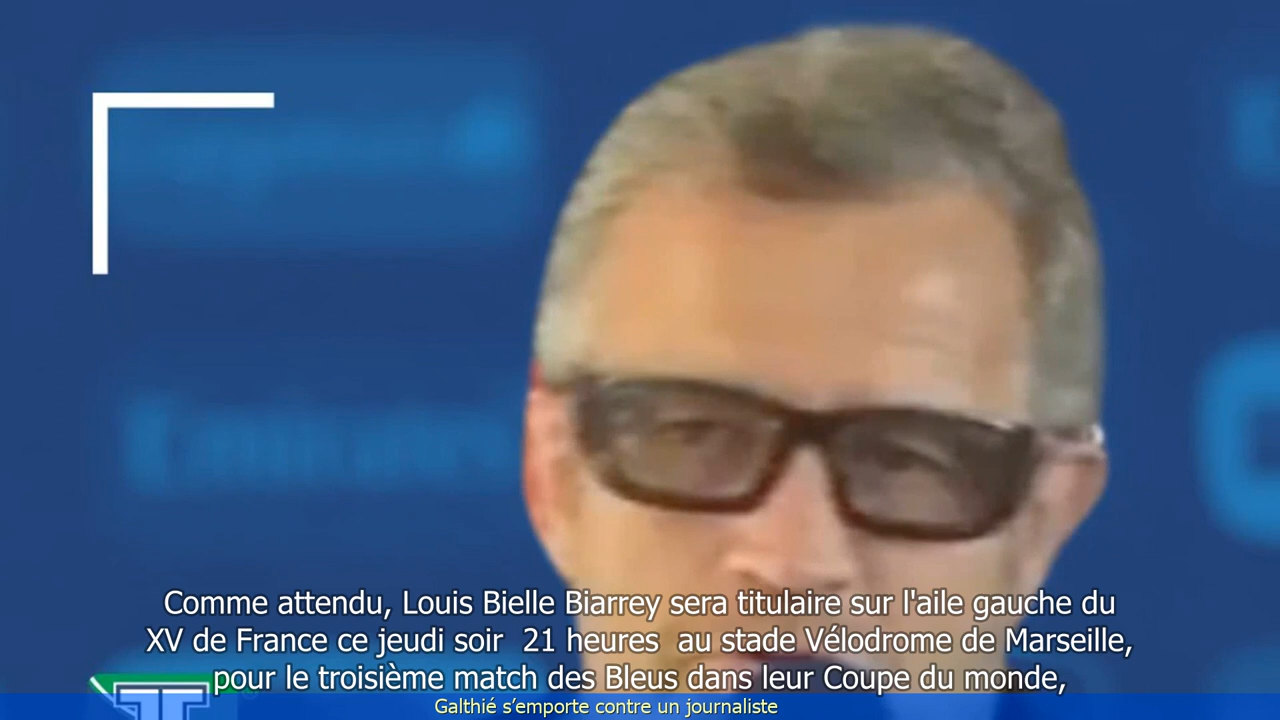 Comme attendu, Louis Bielle Biarrey sera titulaire sur l'aile gauche du
XV de France ce jeudi soir  21 heures  au stade Vélodrome de Marseille,
pour le troisième match des Bleus dans leur Coupe du monde,
Galthié s’emporte contre un journaliste